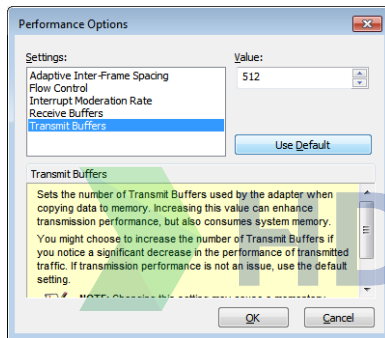 Performance Options
Settings:
Value:
Adaptive Inter-Frame Spacing
Flow Control
Interrupt Moderation Rate
Receive Buffers
Transmit Buffers
512
Use Default
Transmit Buffers
Sets the number of Transmit Buffers used by the adapter when
copying data to memory. Increasing this value can enhance
transmission performance, but also consumes system memory.
You might choose to increase the number of Transmit Buffers if
you notice a significant decrease in the performance of transmitted
traffic. If transmission performance is not an issue, use the default
setting.
NOTE: Changing this setting may cause a momentary
HD
OK
Cancel